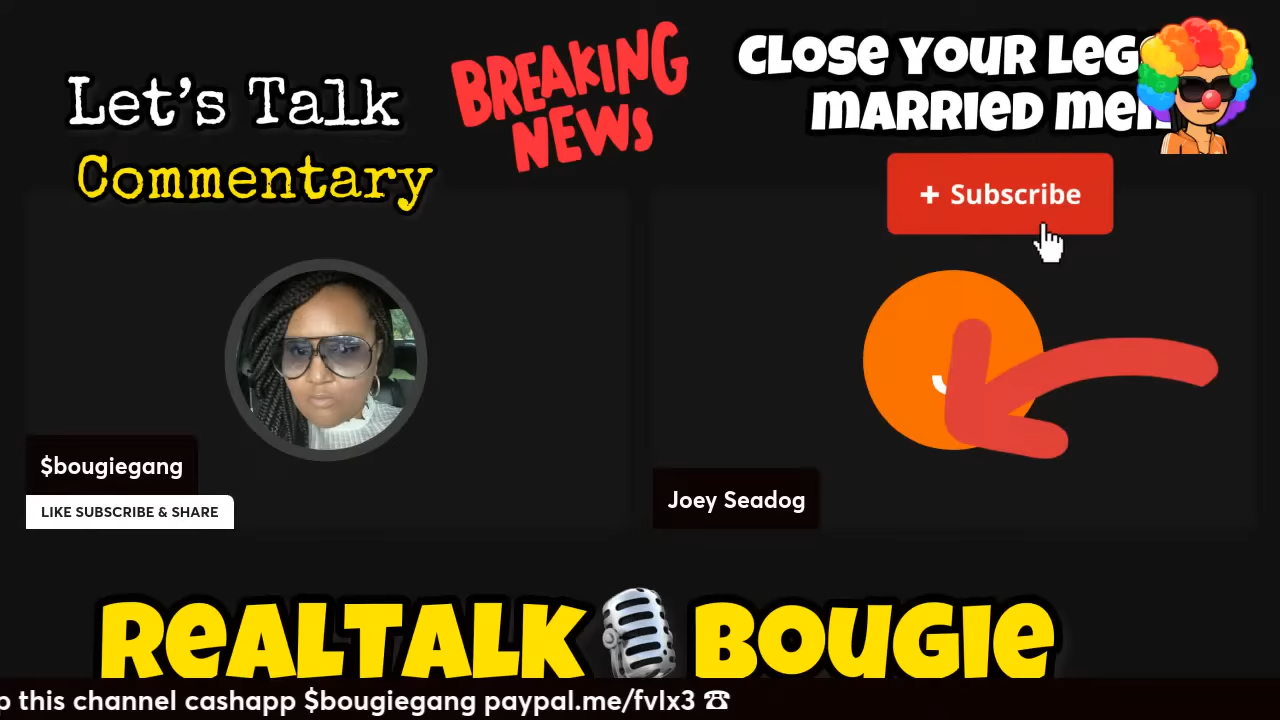 Let's Talk
Commentary
BREAKING
NEWS
CLOSE YOUR LEG
MARRIED MEN
+ Subscribe
$bougiegang
LIKE SUBSCRIBE & SHARE
Joey Seadog
REALTALK BOUGIE
this channel cashapp $bougiegang paypal.me/fvlx3 ☎